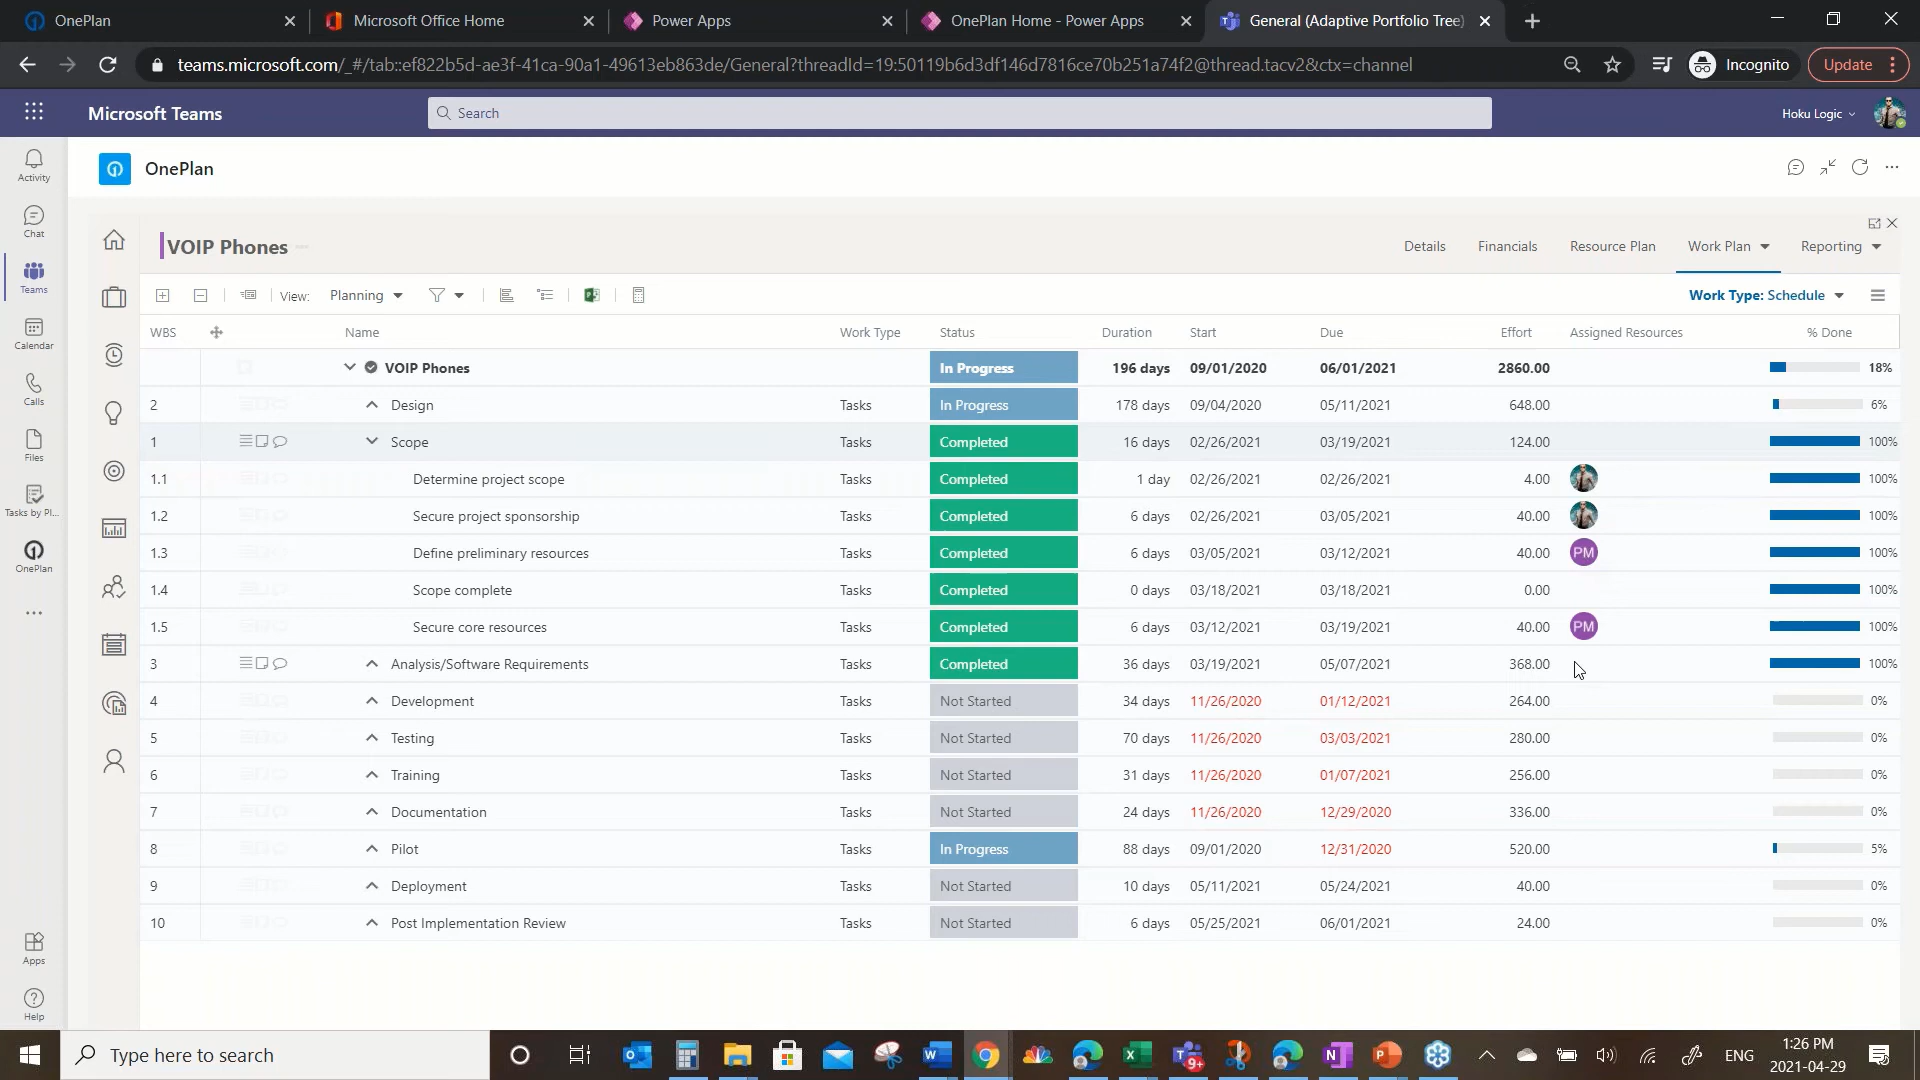 OnePlan
Microsoft Office Home
Power Apps
OnePlan Home - Power Apps
General (Adaptive Portfolio Tree)
teams.microsoft.com/_#/tab::ef822b5d-ae3f-41ca-90a1-49613eb863de/General?threadId=19:50119b6d3df146d7816ce70b251a74f2@thread.tacv2&ctx=channel
Incognito
Update
Microsoft Teams
Search
Hoku Logic
Activity
Chat
Teams
Calendar
Calls
Files
Tasks by Pl...
OnePlan
Apps
Help
OnePlan
VOIP Phones
Details Financials Resource Plan Work Plan Reporting
View: Planning
Work Type: Schedule
WBS Name Work Type Status Duration Start Due Effort Assigned Resources % Done
VOIP Phones In Progress 196 days 09/01/2020 06/01/2021 2860.00 18%
2 Design Tasks In Progress 178 days 09/04/2020 05/11/2021 648.00 6%
1 Scope Tasks Completed 16 days 02/26/2021 03/19/2021 124.00 100%
1.1 Determine project scope Tasks Completed 1 day 02/26/2021 02/26/2021 4.00 100%
1.2 Secure project sponsorship Tasks Completed 6 days 02/26/2021 03/05/2021 40.00 100%
1.3 Define preliminary resources Tasks Completed 6 days 03/05/2021 03/12/2021 40.00 PM 100%
1.4 Scope complete Tasks Completed 0 days 03/18/2021 03/18/2021 0.00 100%
1.5 Secure core resources Tasks Completed 6 days 03/12/2021 03/19/2021 40.00 PM 100%
3 Analysis/Software Requirements Tasks Completed 36 days 03/19/2021 05/07/2021 368.00 100%
4 Development Tasks Not Started 34 days 11/26/2020 01/12/2021 264.00 0%
5 Testing Tasks Not Started 70 days 11/26/2020 03/03/2021 280.00 0%
6 Training Tasks Not Started 31 days 11/26/2020 01/07/2021 256.00 0%
7 Documentation Tasks Not Started 24 days 11/26/2020 12/29/2020 336.00 0%
8 Pilot Tasks In Progress 88 days 09/01/2020 12/31/2020 520.00 5%
9 Deployment Tasks Not Started 10 days 05/11/2021 05/24/2021 40.00 0%
10 Post Implementation Review Tasks Not Started 6 days 05/25/2021 06/01/2021 24.00 0%
Type here to search
9+
ENG
1:26 PM
2021-04-29